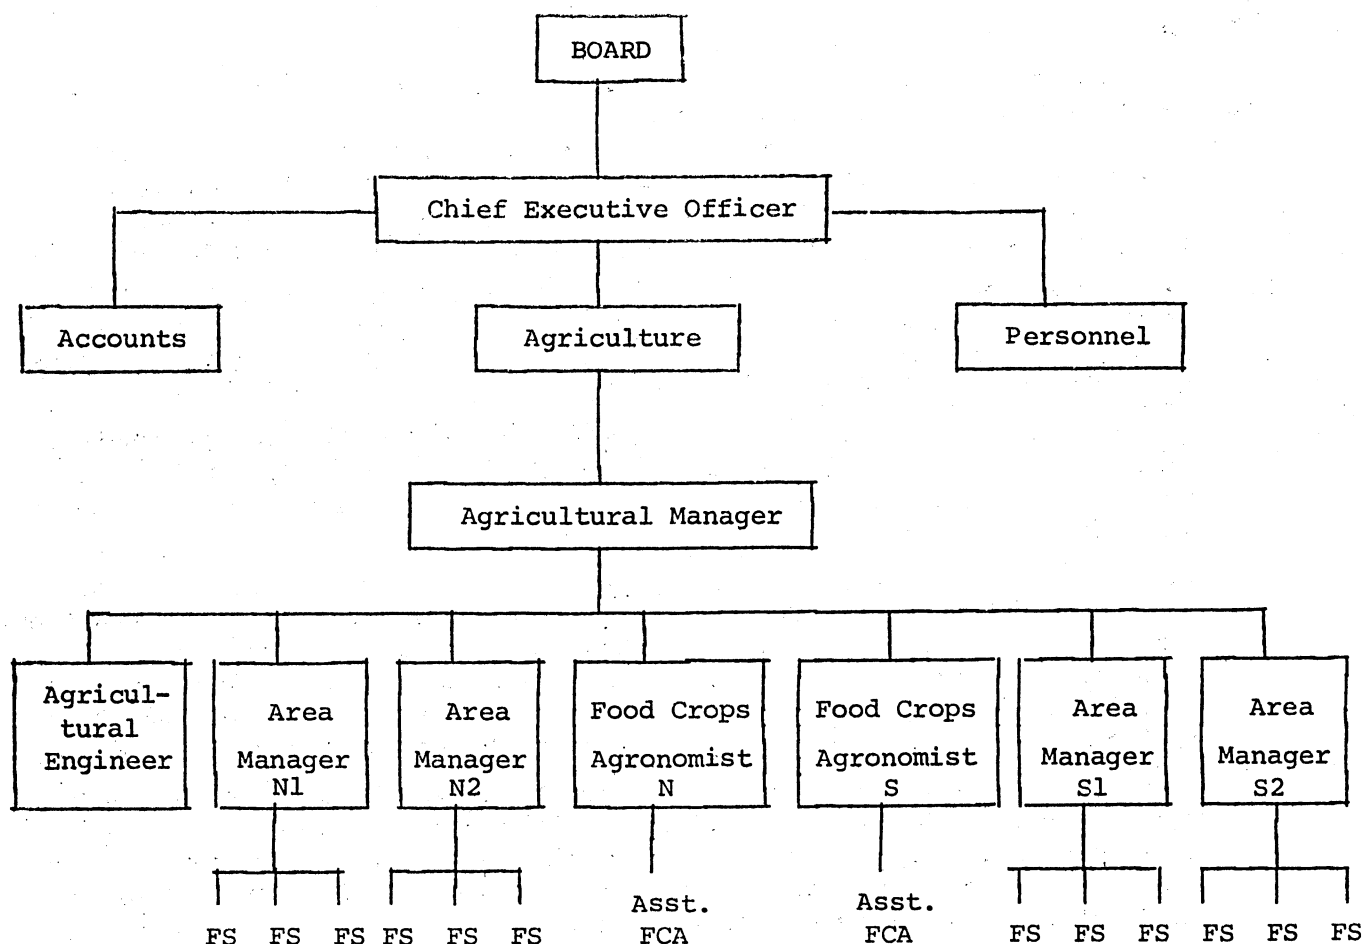 BOARD
Chief Executive Officer
Accounts
Agriculture
Personnel
Agricultural Manager
Agricul-
tural
Engineer
Area
Manager
N1
Area
Manager
N2
Food Crops
Agronomist
N
Food Crops
Agronomist
S
Area
Manager
S1
Area
Manager
S2
FS FS FS
FS FS FS
Asst.
FCA
Asst.
FCA
FS FS FS
FS FS FS